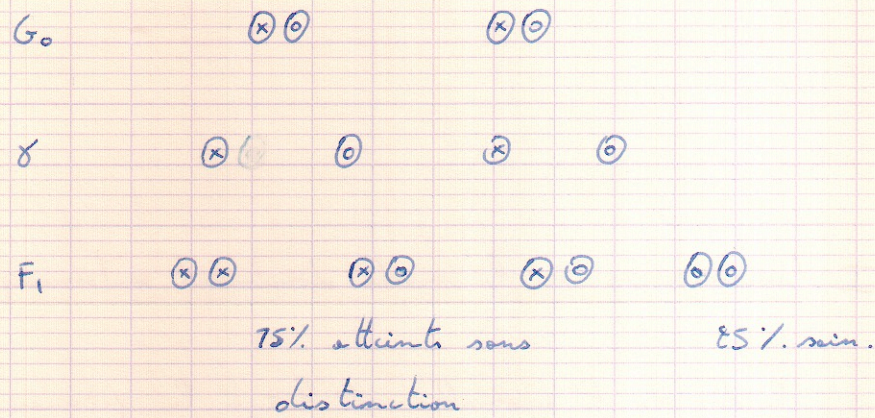 G₀ ⓧ ⓞ ⓧ ⓞ
γ ⓧ ⓞ ⓧ ⓞ
F₁ ⓧ ⓧ ⓧ ⓞ ⓧ ⓞ ⓞ ⓞ
75% atteints sans 25%. sain.
distinction